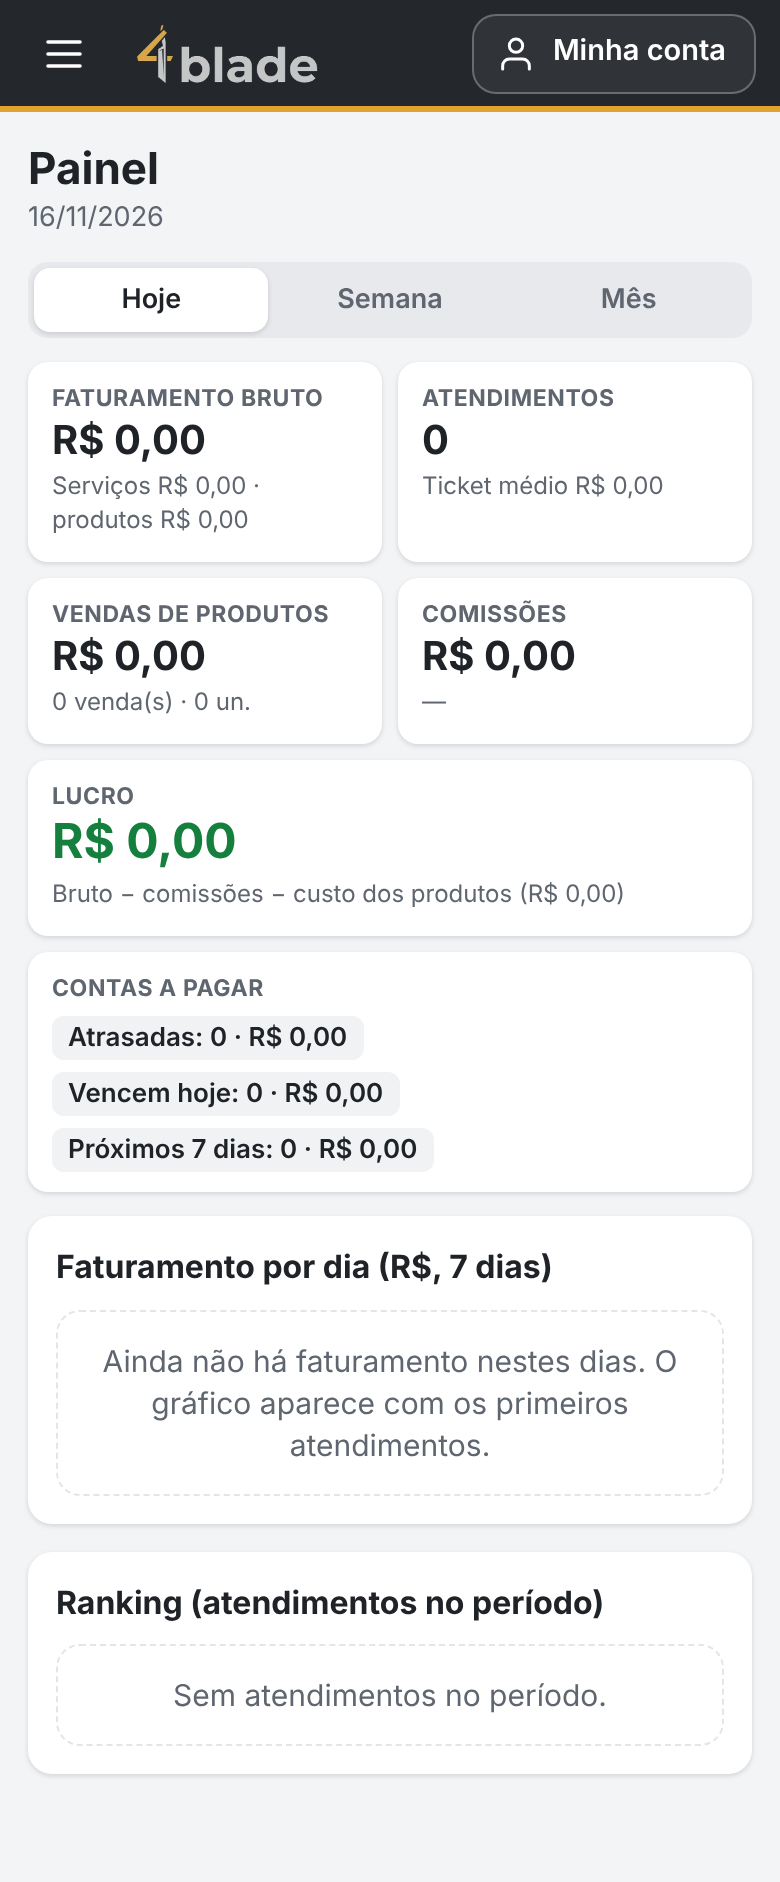 4blade
Minha conta
Painel
16/11/2026
Hoje
Semana
Mês
FATURAMENTO BRUTO
R$ 0,00
Serviços R$ 0,00 ·
produtos R$ 0,00
ATENDIMENTOS
0
Ticket médio R$ 0,00
VENDAS DE PRODUTOS
R$ 0,00
0 venda(s) · 0 un.
COMISSÕES
R$ 0,00
—
LUCRO
R$ 0,00
Bruto − comissões − custo dos produtos (R$ 0,00)
CONTAS A PAGAR
Atrasadas: 0 · R$ 0,00
Vencem hoje: 0 · R$ 0,00
Próximos 7 dias: 0 · R$ 0,00
Faturamento por dia (R$, 7 dias)
Ainda não há faturamento nestes dias. O
gráfico aparece com os primeiros
atendimentos.
Ranking (atendimentos no período)
Sem atendimentos no período.